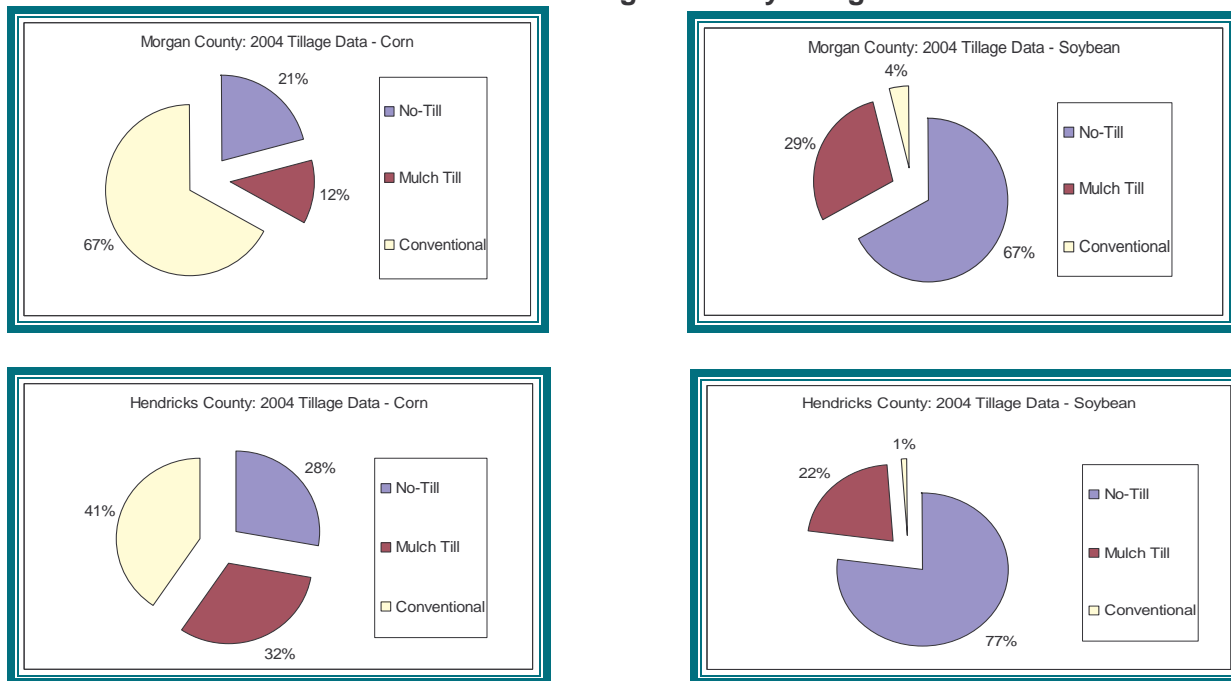 Morgan County: 2004 Tillage Data - Corn
21%
12%
67%
No-Till
Mulch Till
Conventional
Morgan County: 2004 Tillage Data - Soybean
4%
29%
67%
No-Till
Mulch Till
Conventional
Hendricks County: 2004 Tillage Data - Corn
28%
41%
32%
No-Till
Mulch Till
Conventional
Hendricks County: 2004 Tillage Data - Soybean
1%
22%
77%
No-Till
Mulch Till
Conventional